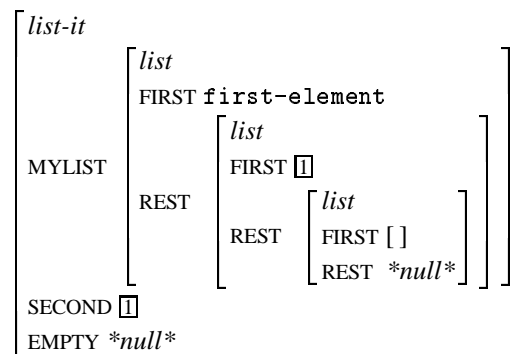 list-it
list
FIRST first-element
list
MYLIST FIRST 1
REST list
REST FIRST [ ]
REST *null*
SECOND 1
EMPTY *null*